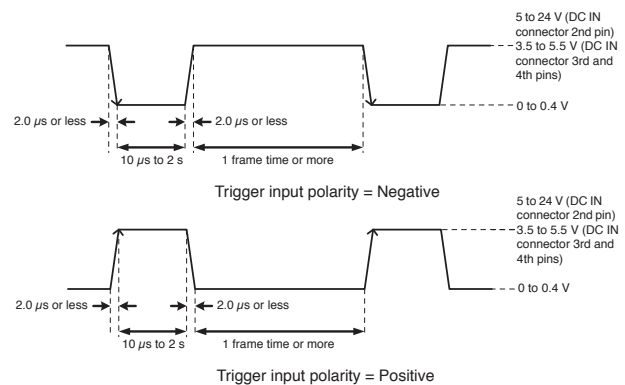 5 to 24 V (DC IN
connector 2nd pin)
3.5 to 5.5 V (DC IN
connector 3rd and
4th pins)
0 to 0.4 V
2.0 µs or less
2.0 µs or less
10 µs to 2 s
1 frame time or more
Trigger input polarity = Negative
5 to 24 V (DC IN
connector 2nd pin)
3.5 to 5.5 V (DC IN
connector 3rd and
4th pins)
0 to 0.4 V
2.0 µs or less
2.0 µs or less
10 µs to 2 s
1 frame time or more
Trigger input polarity = Positive